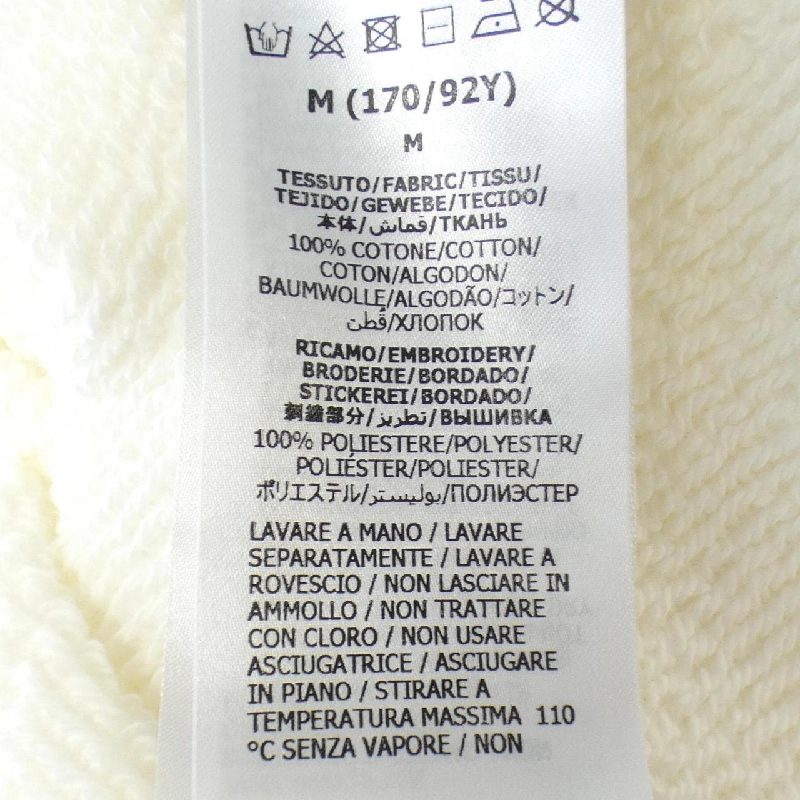 M (170/92Y)
M
TESSUTO/FABRIC/TISSU/
TEJIDO/GEWEBE/TECIDO/
本体/قماش/ТКАНЬ
100% COTONE/COTTON/
COTON/ALGODON/
BAUMWOLLE/ALGODÃO/コットン/
قُطن/ХЛОПОК
RICAMO/EMBROIDERY/
BRODERIE/BORDADO/
STICKEREI/BORDADO/
刺繍部分/تطريز/ВЫШИВКА
100% POLIESTERE/POLYESTER/
POLIÉSTER/POLIESTER/
ポリエステル/بوليستر/ПОЛИЭСТЕР
LAVARE A MANO / LAVARE
SEPARATAMENTE / LAVARE A
ROVESCIO / NON LASCIARE IN
AMMOLLO / NON TRATTARE
CON CLORO / NON USARE
ASCIUGATRICE / ASCIUGARE
IN PIANO / STIRARE A
TEMPERATURA MASSIMA 110
°C SENZA VAPORE / NON